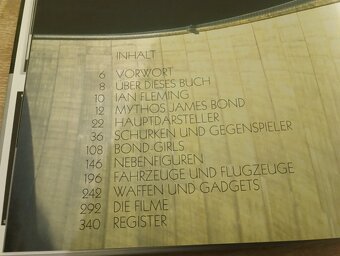 INHALT
6 VORWORT
8 ÜBER DIESES BUCH
10 IAN FLEMING
12 MYTHOS JAMES BOND
22 HAUPTDARSTELLER
36 SCHURKEN UND GEGENSPIELER
108 BOND-GIRLS
146 NEBENFIGUREN
196 FAHRZEUGE UND FLUGZEUGE
242 WAFFEN UND GADGETS
292 DIE FILME
340 REGISTER